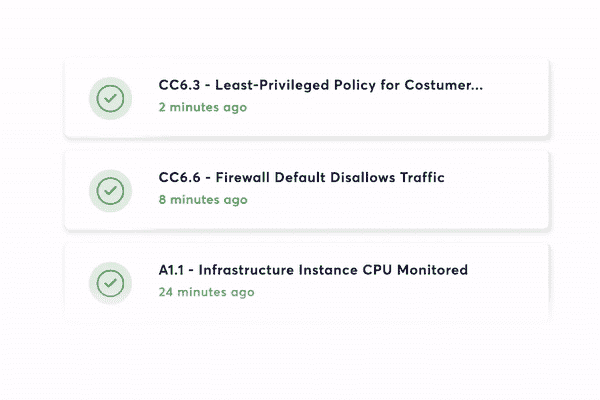 CC6.3 - Least-Privileged Policy for Costumer...
2 minutes ago
CC6.6 - Firewall Default Disallows Traffic
8 minutes ago
A1.1 - Infrastructure Instance CPU Monitored
24 minutes ago